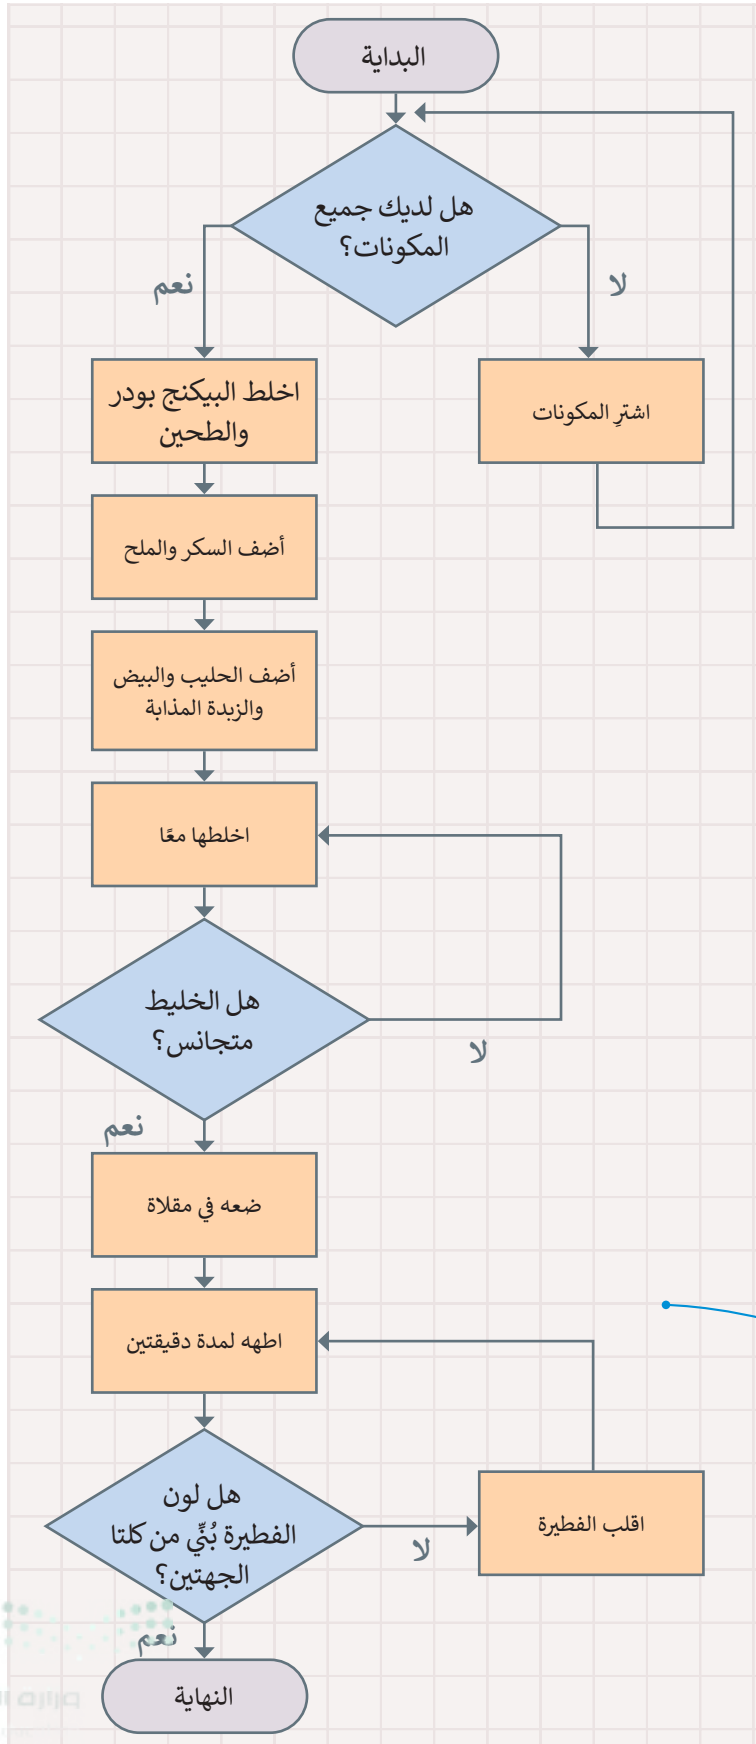 البداية
هل لديك جميع
المكونات؟
نعم
لا
اخلط البيكنج بودر
والطحين
اشترِ المكونات
أضف السكر والملح
أضف الحليب والبيض
والزبدة المذابة
اخلطها معًا
هل الخليط
متجانس؟
لا
نعم
ضعه في مقلاة
اطهه لمدة دقيقتين
هل لون
الفطيرة بُنِّي من كلتا
الجهتين؟
لا
اقلب الفطيرة
نعم
النهاية
وزارة